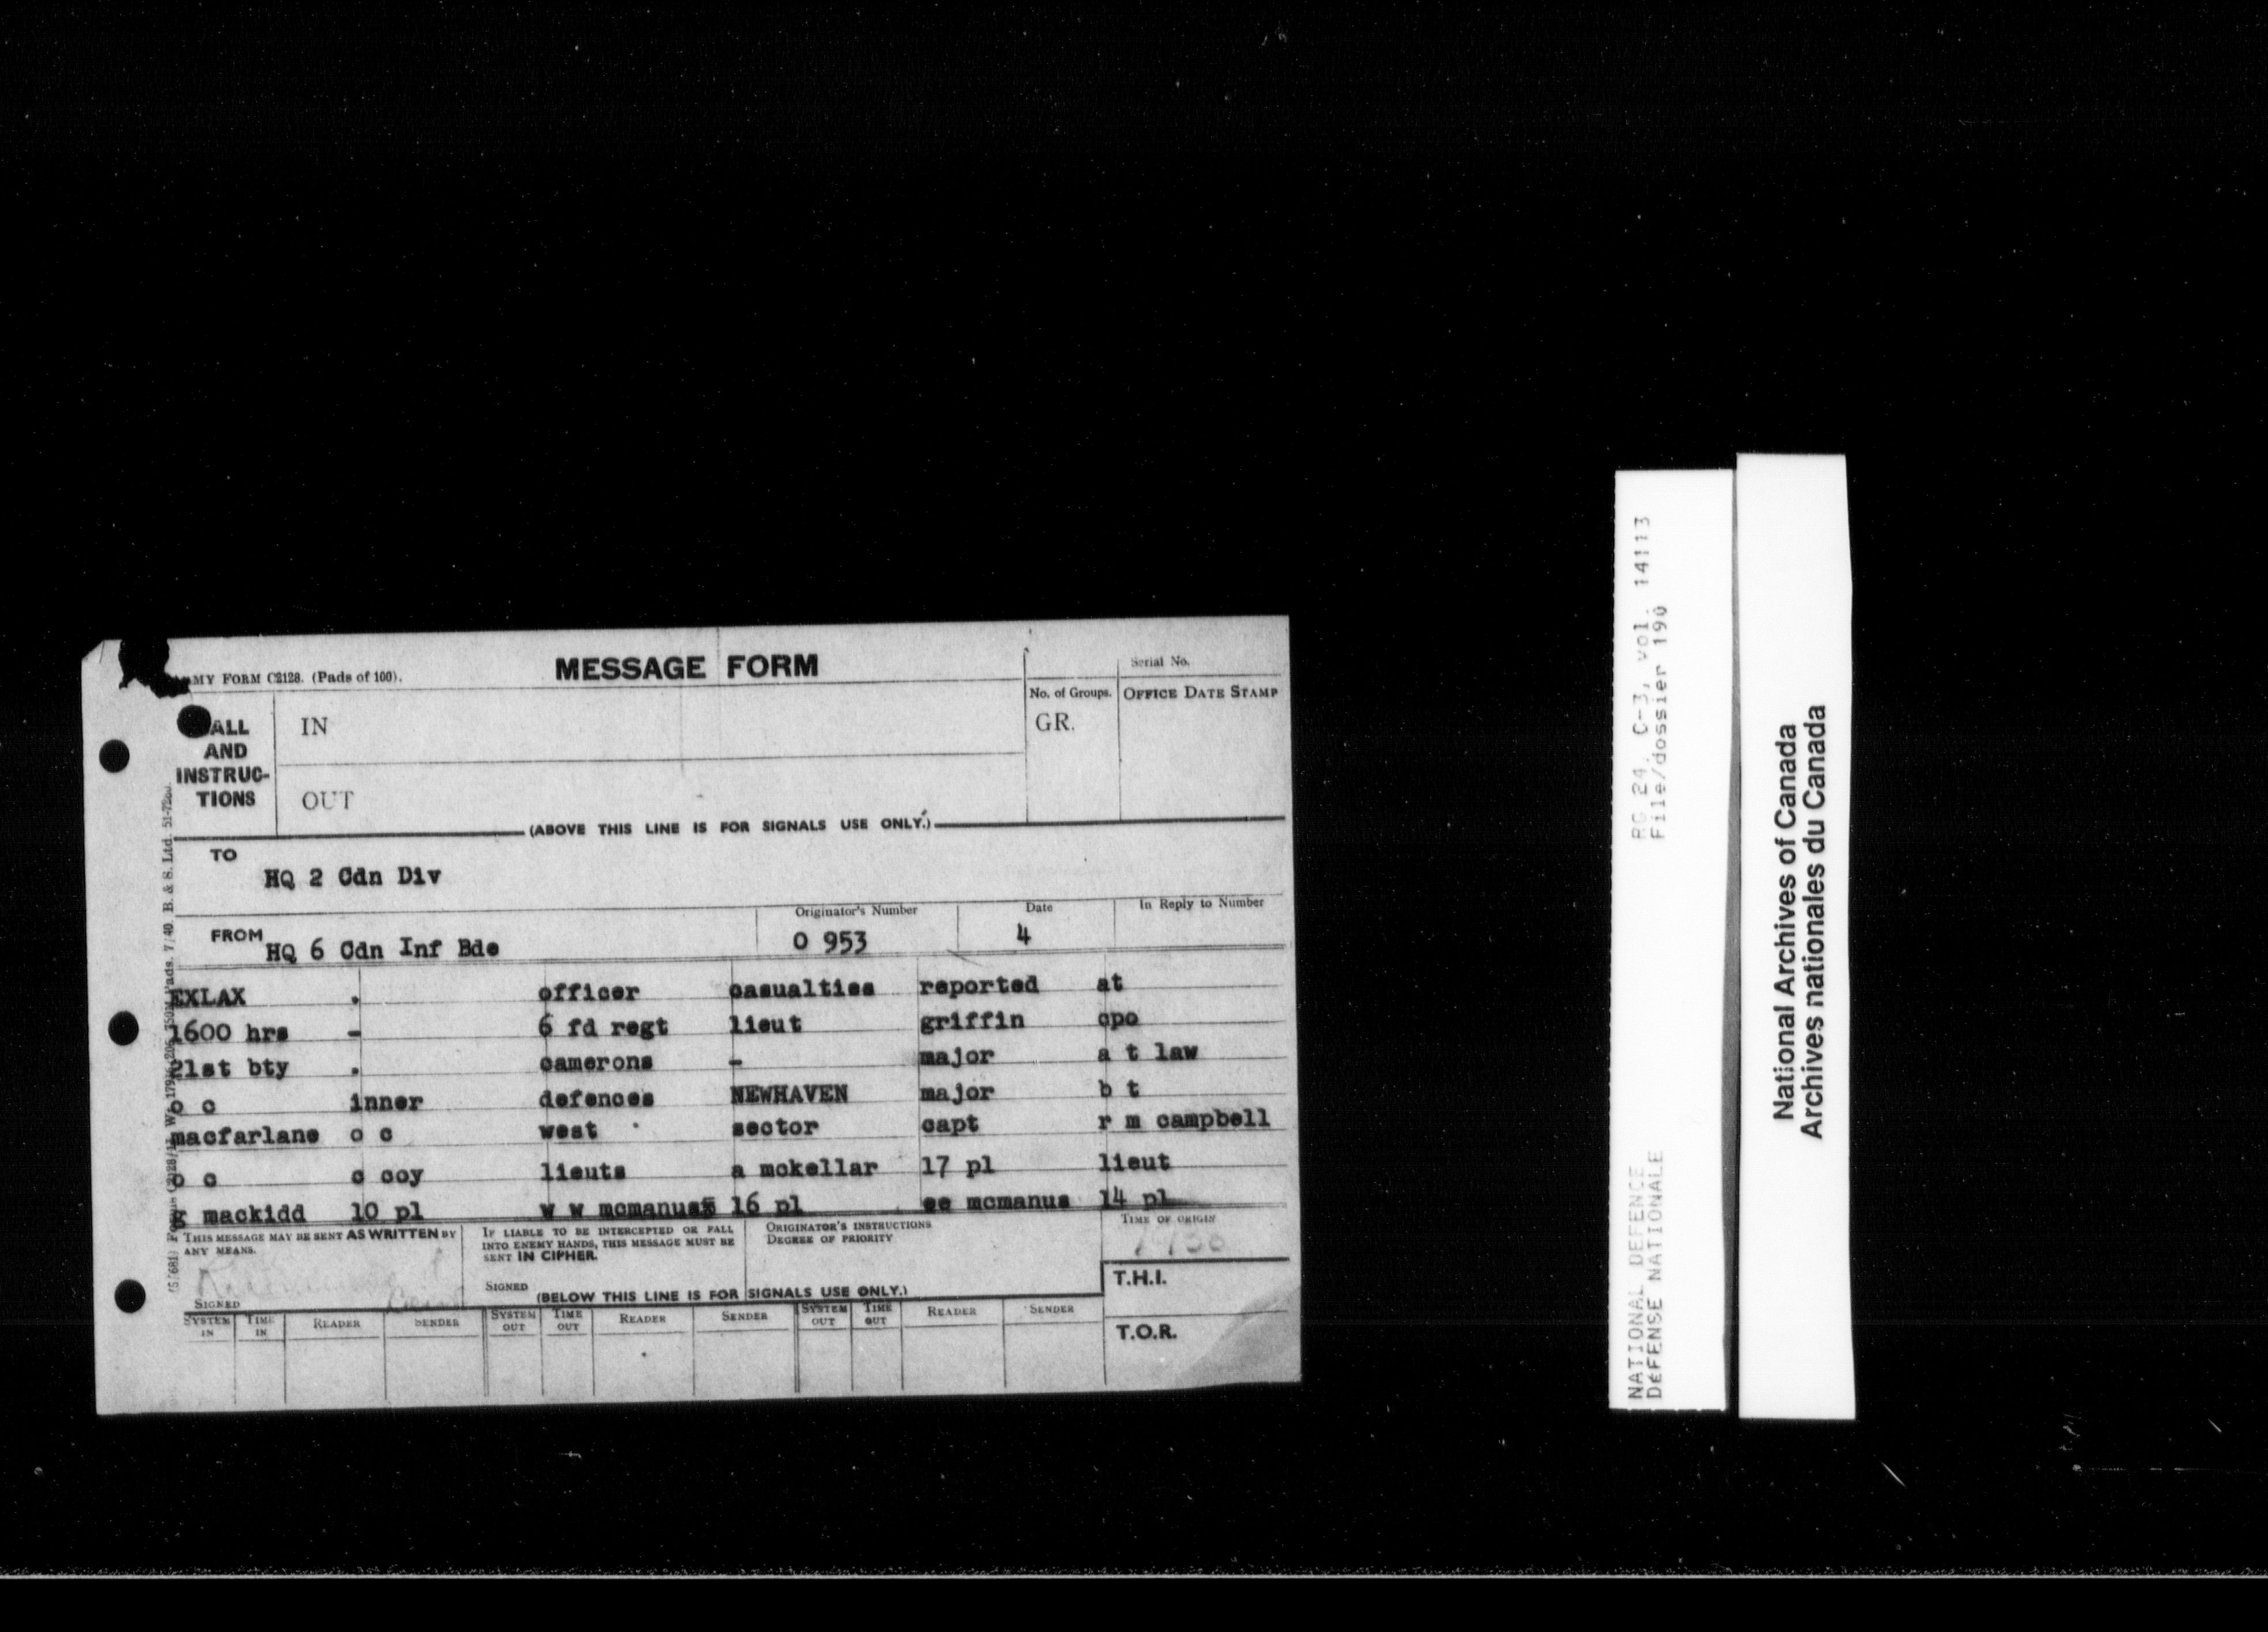 ARMY FORM C2128. (Pads of 100).
MESSAGE FORM
Serial No.
No. of Groups.
OFFICE DATE STAMP
ALL
AND
INSTRUC-
TIONS
IN
GR.
OUT
(ABOVE THIS LINE IS FOR SIGNALS USE ONLY.)
TO
HQ 2 Cdn Div
Originator's Number
Date
In Reply to Number
FROM HQ 6 Cdn Inf Bde
O 953
4
EXLAX . officer casualties reported at
1600 hrs - 6 fd regt lieut griffin cpo
21st bty . camerons - major a t law
o c inner defences NEWHAVEN major b t
macfarlane o c west sector capt r m campbell
o c c coy lieuts a mckellar 17 pl lieut
g mackidd 10 pl w w mcmanus 16 pl ee mcmanus 14 pl
THIS MESSAGE MAY BE SENT AS WRITTEN BY
ANY MEANS.
IF LIABLE TO BE INTERCEPTED OR FALL
INTO ENEMY HANDS, THIS MESSAGE MUST BE
SENT IN CIPHER.
ORIGINATOR'S INSTRUCTIONS
DEGREE OF PRIORITY
TIME OF ORIGIN
1930
SIGNED
SIGNED
(BELOW THIS LINE IS FOR SIGNALS USE ONLY.)
T.H.I.
SYSTEM IN
TIME IN
READER
SENDER
SYSTEM OUT
TIME OUT
READER
SENDER
SYSTEM OUT
TIME OUT
READER
SENDER
T.O.R.
RG 24, C-3, vol. 14113
File/dossier 190
NATIONAL DEFENCE
DÉFENSE NATIONALE
National Archives of Canada
Archives nationales du Canada